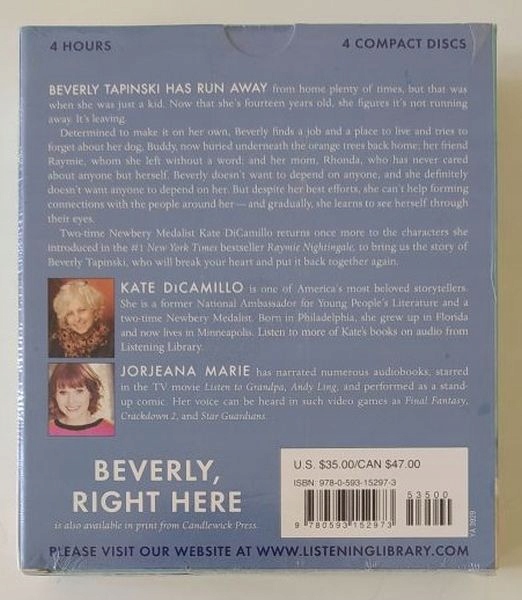 4 HOURS 4 COMPACT DISCS
BEVERLY TAPINSKI HAS RUN AWAY from home plenty of times, but that was
when she was just a kid. Now that she's fourteen years old, she figures it's not running
away. It's leaving.
Determined to make it on her own, Beverly finds a job and a place to live and tries to
forget about her dog, Buddy, now buried underneath the orange trees back home; her friend
Raymie, whom she left without a word; and her mom, Rhonda, who has never cared
about anyone but herself. Beverly doesn't want to depend on anyone, and she definitely
doesn't want anyone to depend on her. But despite her best efforts, she can't help forming
connections with the people around her—and gradually, she learns to see herself through
their eyes.
Two-time Newbery Medalist Kate DiCamillo returns once more to the characters she
introduced in the #1 New York Times bestseller Raymie Nightingale, to bring us the story of
Beverly Tapinski, who will break your heart and put it back together again.
KATE DiCAMILLO is one of America's most beloved storytellers.
She is a former National Ambassador for Young People's Literature and a
two-time Newbery Medalist. Born in Philadelphia, she grew up in Florida
and now lives in Minneapolis. Listen to more of Kate's books on audio from
Listening Library.
JORJEANA MARIE has narrated numerous audiobooks, starred
in the TV movie Listen to Grandpa, Andy Ling, and performed as a stand-
up comic. Her voice can be heard in such video games as Final Fantasy,
Crackdown 2, and Star Guardians.
BEVERLY,
RIGHT HERE
is also available in print from Candlewick Press.
U.S. $35.00/CAN $47.00
ISBN: 978-0-593-15297-3
53500
9 780593 152973
YA 3929
PLEASE VISIT OUR WEBSITE AT WWW.LISTENINGLIBRARY.COM